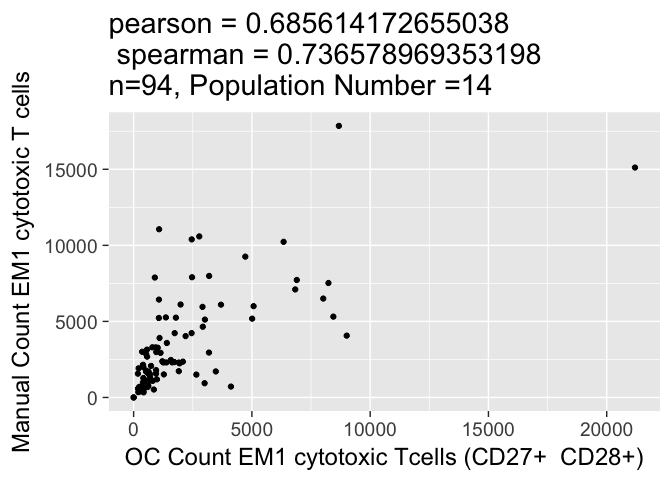 pearson = 0.685614172655038
spearman = 0.736578969353198
n=94, Population Number =14
Manual Count EM1 cytotoxic T cells
15000
10000
5000
0
0
5000
10000
15000
20000
OC Count EM1 cytotoxic Tcells (CD27+  CD28+)